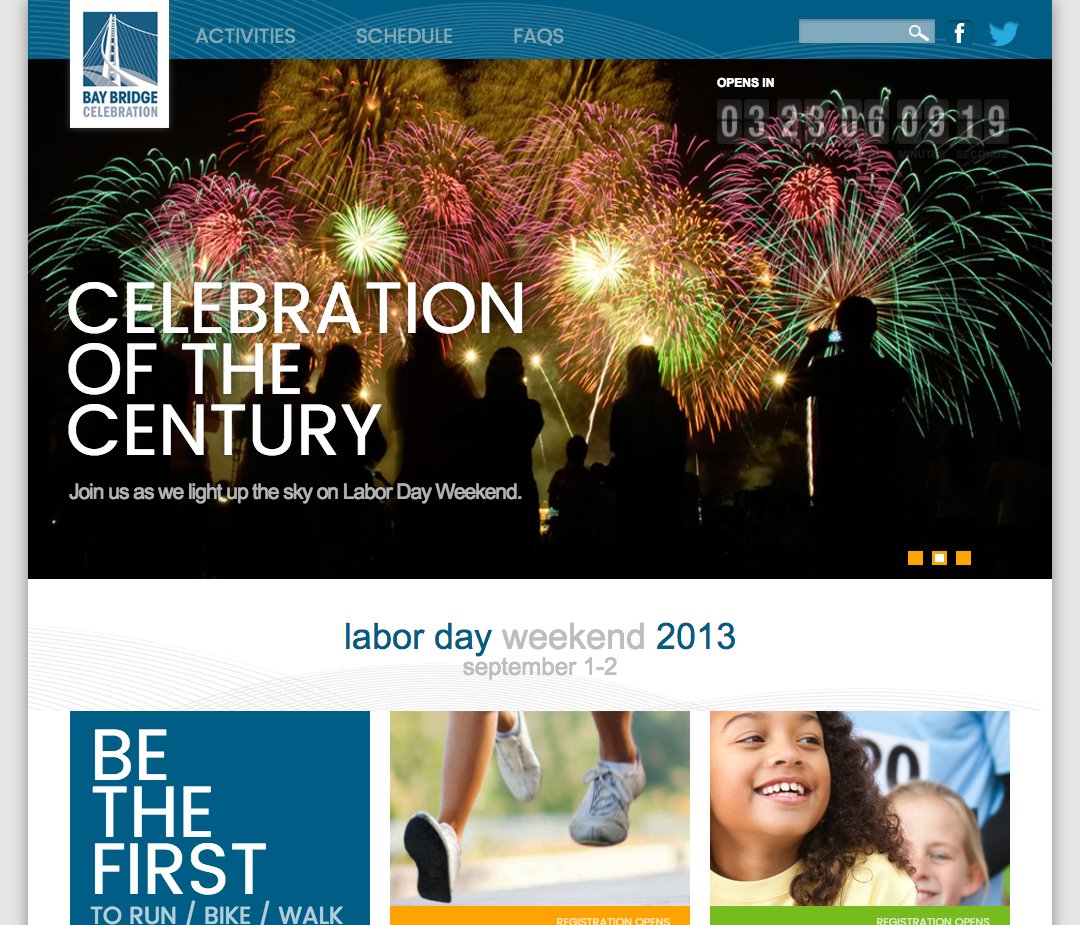 ACTIVITIES SCHEDULE FAQS
BAY BRIDGE
CELEBRATION
OPENS IN
03 23 06 09 19
MINUTES SECONDS
CELEBRATION
OF THE
CENTURY
Join us as we light up the sky on Labor Day Weekend.
labor day weekend 2013
september 1-2
BE
THE
FIRST
TO RUN / BIKE / WALK
REGISTRATION OPENS
REGISTRATION OPENS